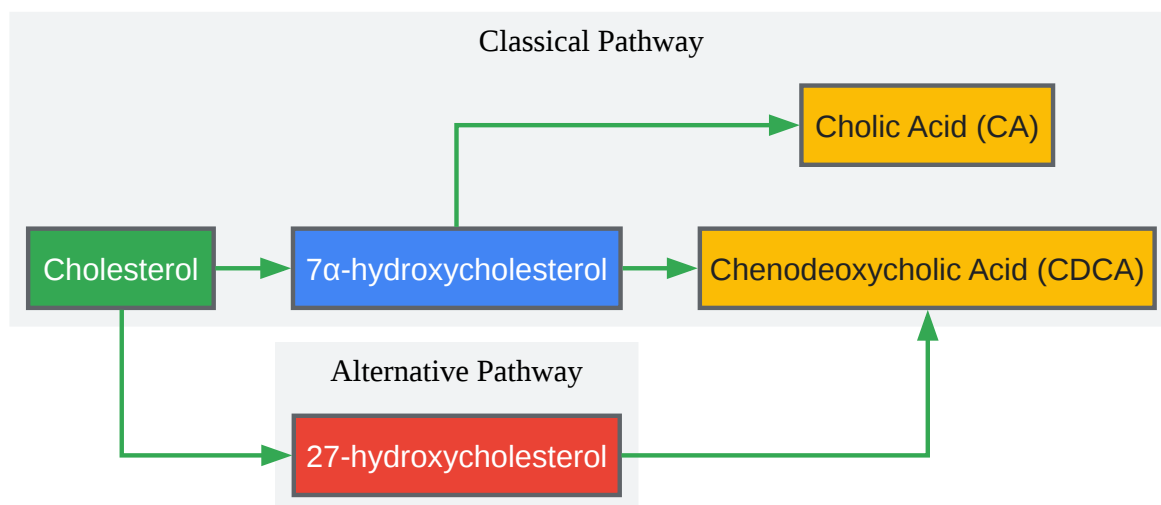 Classical Pathway
Cholic Acid (CA)
Cholesterol
7α-hydroxycholesterol
Chenodeoxycholic Acid (CDCA)
Alternative Pathway
27-hydroxycholesterol